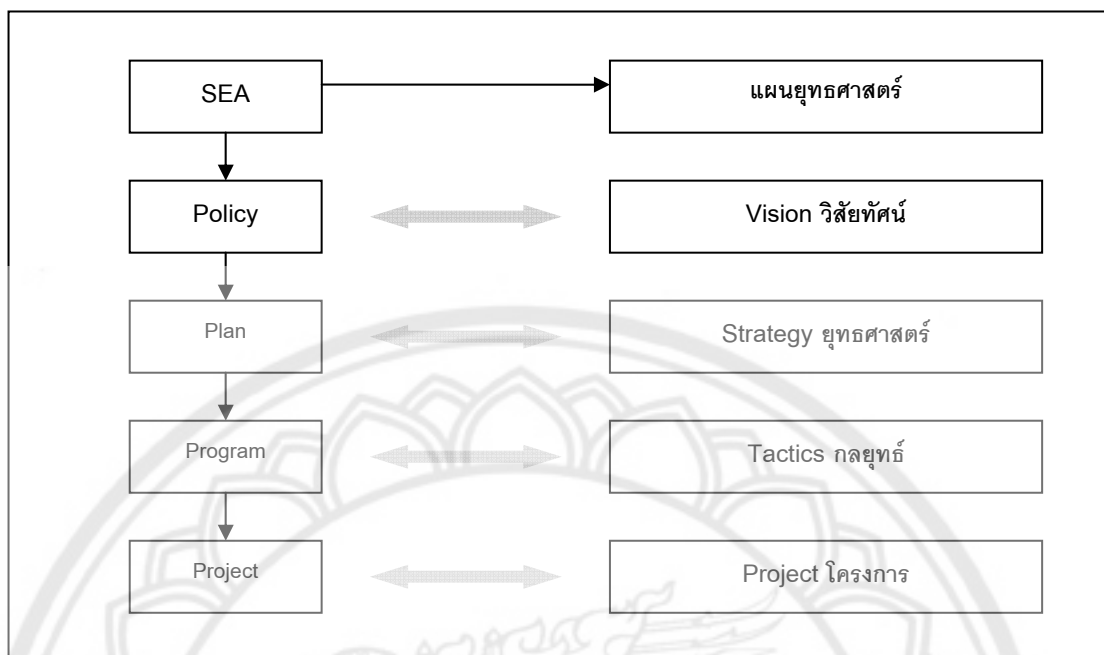 SEA
แผนยุทธศาสตร์
Policy
Vision วิสัยทัศน์
Plan
Strategy ยุทธศาสตร์
Program
Tactics กลยุทธ์
Project
Project โครงการ